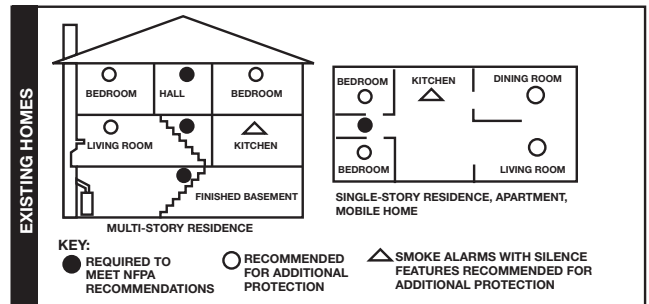 EXISTING HOMES
BEDROOM
HALL
BEDROOM
LIVING ROOM
KITCHEN
FINISHED BASEMENT
MULTI-STORY RESIDENCE
BEDROOM
KITCHEN
DINING ROOM
BEDROOM
LIVING ROOM
SINGLE-STORY RESIDENCE, APARTMENT,
MOBILE HOME
KEY:
REQUIRED TO
MEET NFPA
RECOMMENDATIONS
RECOMMENDED
FOR ADDITIONAL
PROTECTION
SMOKE ALARMS WITH SILENCE
FEATURES RECOMMENDED FOR
ADDITIONAL PROTECTION